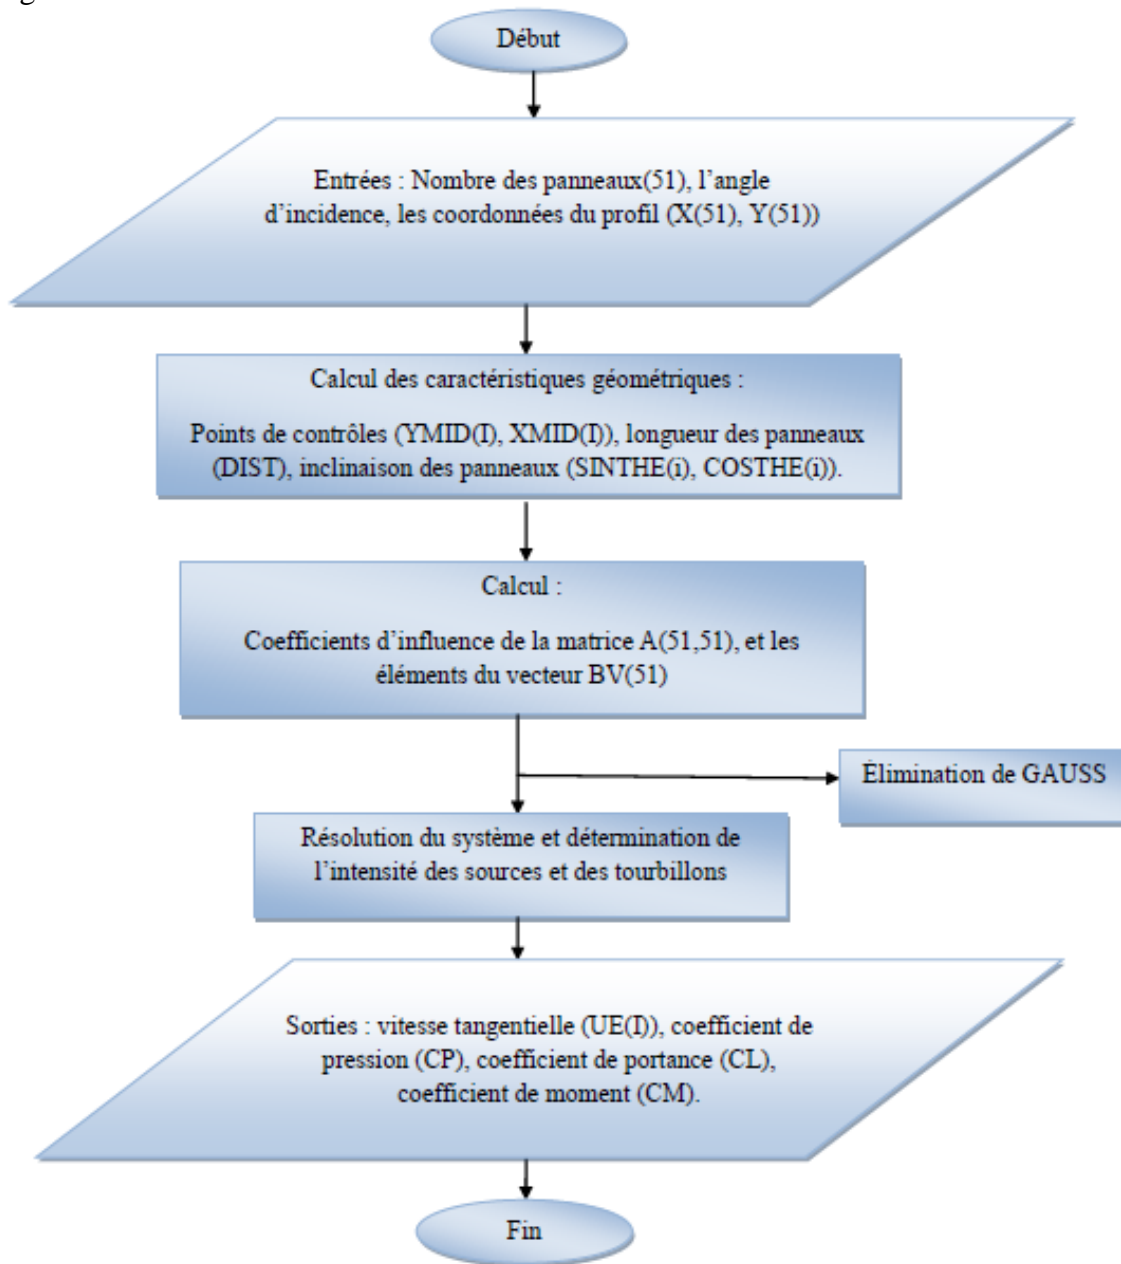 Début
Entrées : Nombre des panneaux(51), l’angle
d’incidence, les coordonnées du profil (X(51), Y(51))
Calcul des caractéristiques géométriques :
Points de contrôles (YMID(I), XMID(I)), longueur des panneaux
(DIST), inclinaison des panneaux (SINTHE(i), COSTHE(i)).
Calcul :
Coefficients d’influence de la matrice A(51,51), et les
éléments du vecteur BV(51)
Élimination de GAUSS
Résolution du système et détermination de
l’intensité des sources et des tourbillons
Sorties : vitesse tangentielle (UE(I)), coefficient de
pression (CP), coefficient de portance (CL),
coefficient de moment (CM).
Fin